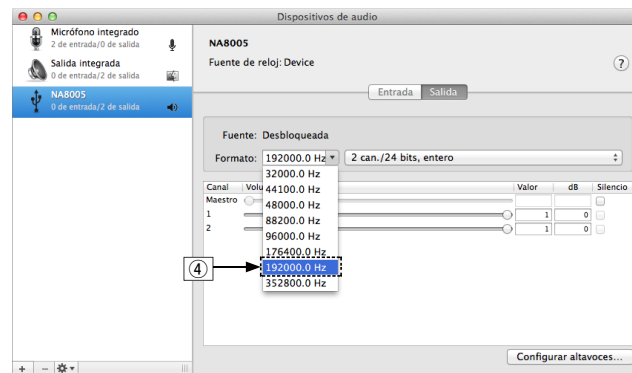 Dispositivos de audio
Micrófono integrado
2 de entrada/0 de salida
Salida integrada
0 de entrada/2 de salida
NA8005
0 de entrada/2 de salida
NA8005
Fuente de reloj: Device
?
Entrada Salida
Fuente: Desbloqueada
Formato: 192000.0 Hz 2 can./24 bits, entero
32000.0 Hz
44100.0 Hz
48000.0 Hz
88200.0 Hz
96000.0 Hz
176400.0 Hz
192000.0 Hz
352800.0 Hz
Canal Valor dB Silencio
Maestro
1 1 0
2 1 0
④
Configurar altavoces...
+ −